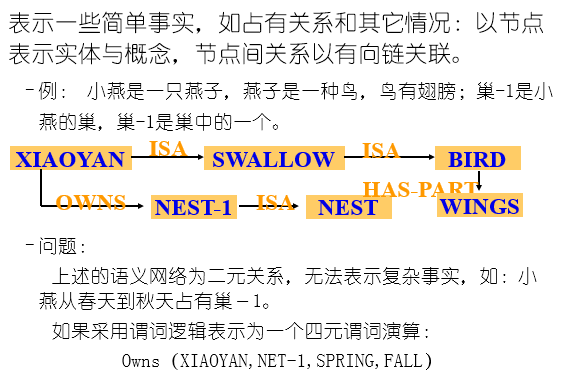 表示一些简单事实，如占有关系和其它情况：以节点
表示实体与概念，节点间关系以有向链关联。
－例： 小燕是一只燕子，燕子是一种鸟，鸟有翅膀；巢-1是小
燕的巢，巢-1是巢中的一个。
XIAOYAN ISA SWALLOW ISA BIRD
HAS-PART
OWNS NEST-1 ISA NEST WINGS
－问题：
上述的语义网络为二元关系，无法表示复杂事实，如：小
燕从春天到秋天占有巢－1。
如果采用谓词逻辑表示为一个四元谓词演算：
Owns (XIAOYAN,NET-1,SPRING,FALL)